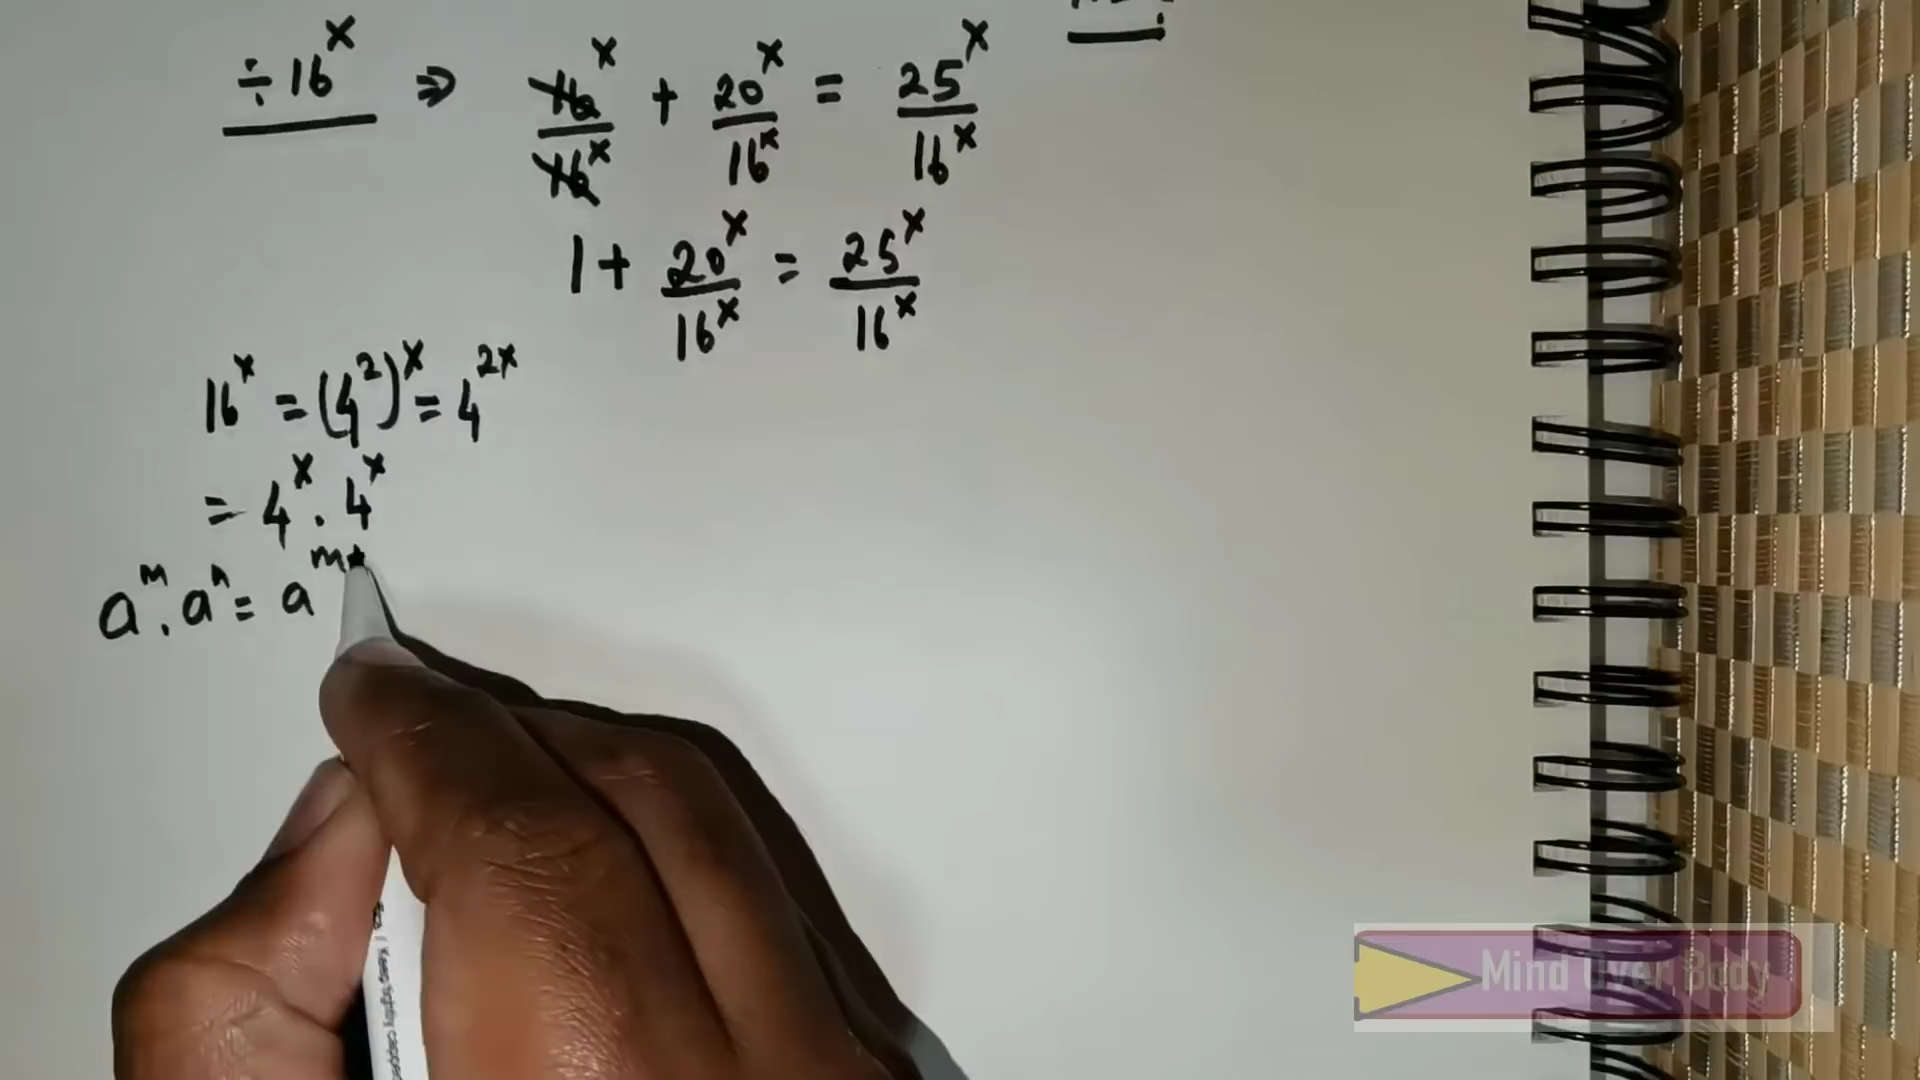 ÷16^x ⇒ 16^x/16^x + 20^x/16^x = 25^x/16^x
1 + 20^x/16^x = 25^x/16^x
16^x = (4^2)^x = 4^2x
= 4^x . 4^x
a^m . a^n = a^m+
Mind Over Body